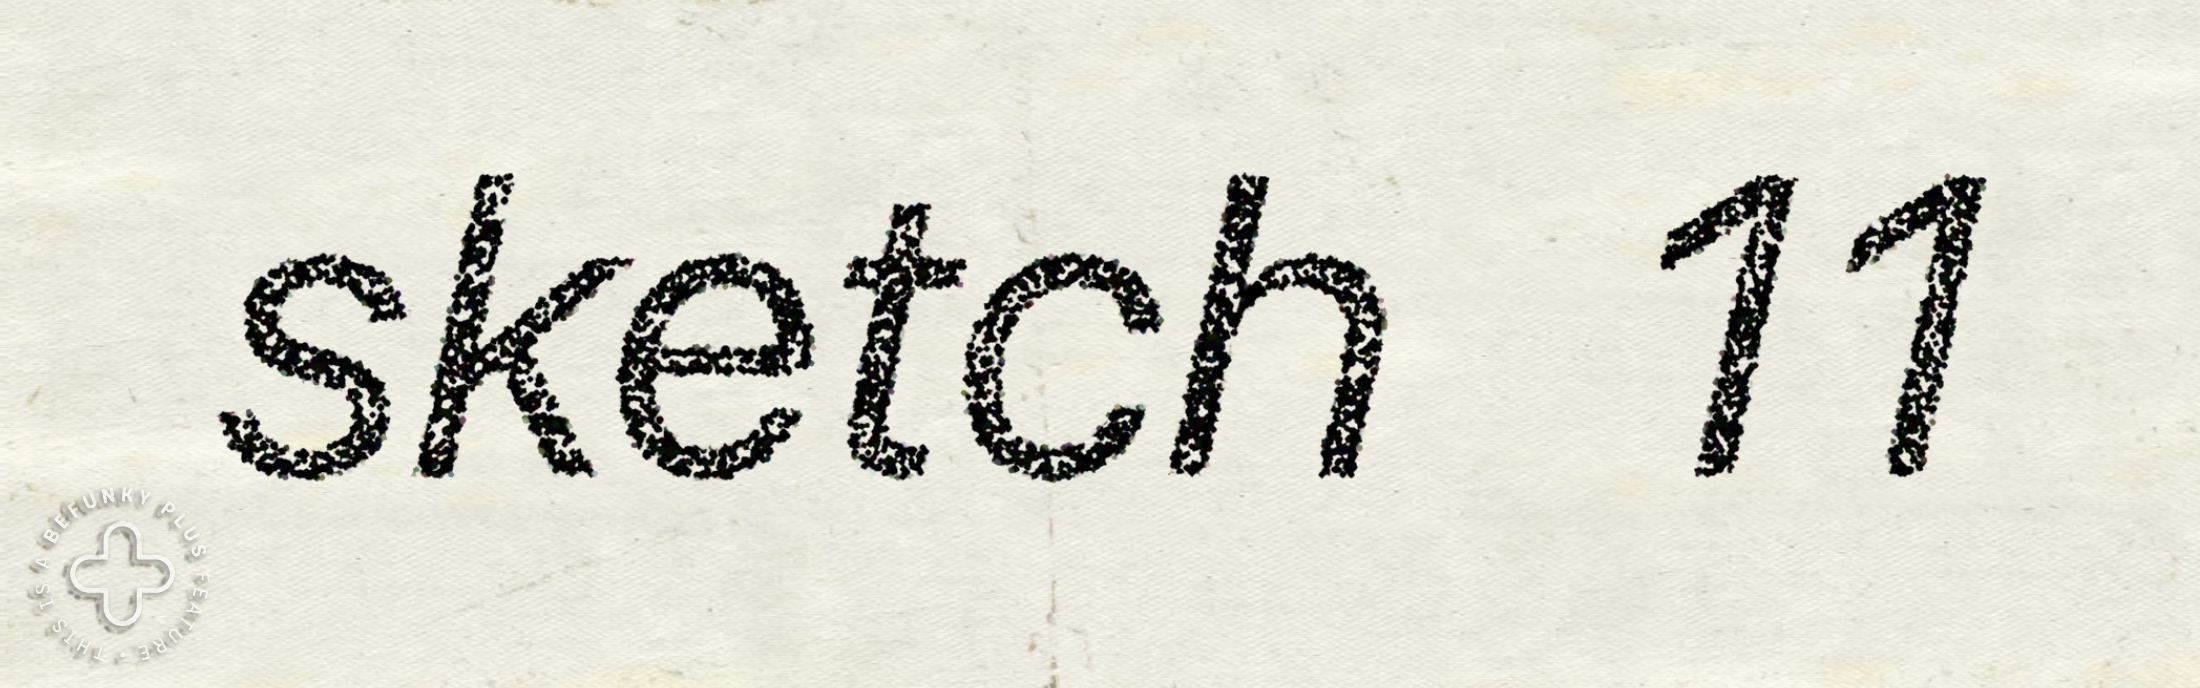 sketch 11
THIS IS A BEFUNKY PLUS FEATURE •